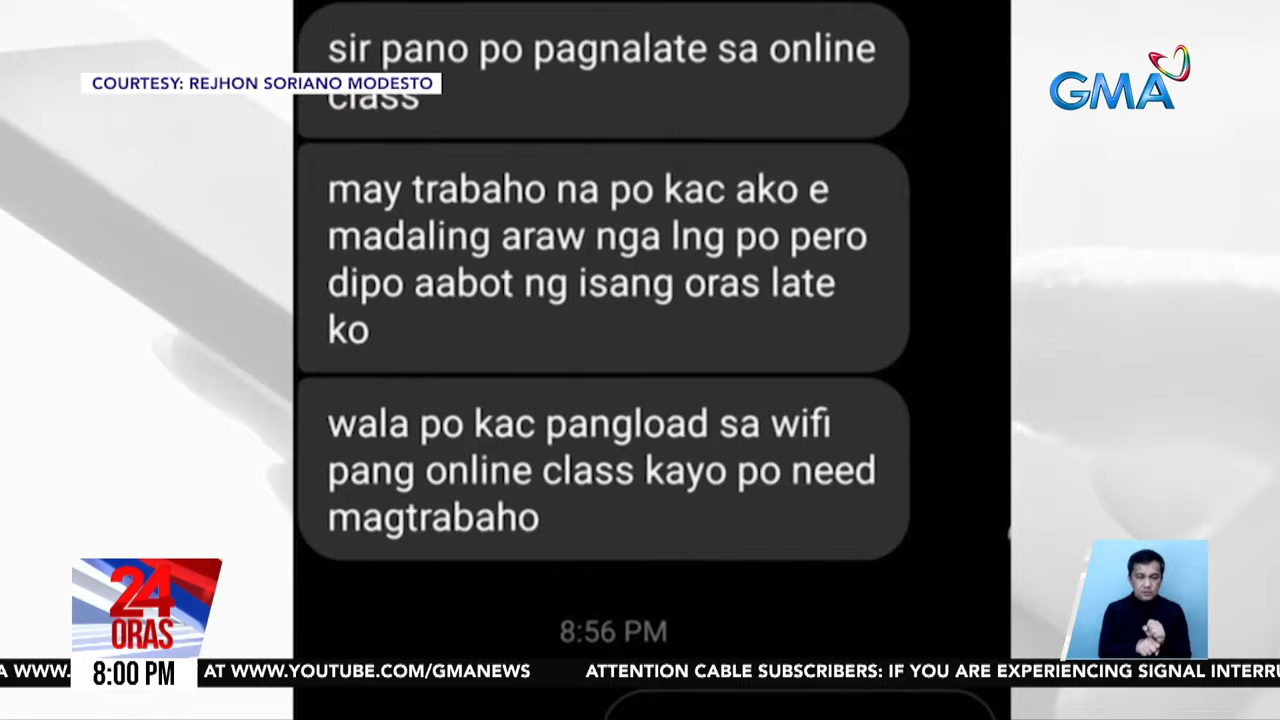 sir pano po pagnalate sa online
COURTESY: REJHON SORIANO MODESTO
class
GMA
may trabaho na po kac ako e
madaling araw nga lng po pero
dipo aabot ng isang oras late
ko
wala po kac pangload sa wifi
pang online class kayo po need
magtrabaho
8:56 PM
24
ORAS
8:00 PM
A WWW. AT WWW.YOUTUBE.COM/GMANEWS ATTENTION CABLE SUBSCRIBERS: IF YOU ARE EXPERIENCING SIGNAL INTERRU